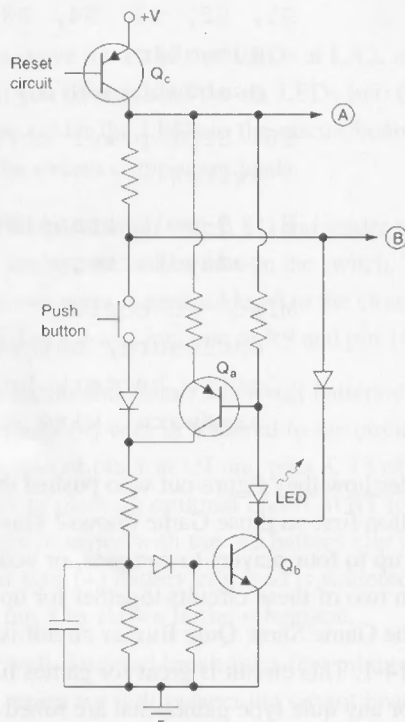 +V
Reset
circuit
Qc
A
B
Push
button
Qa
LED
Qb